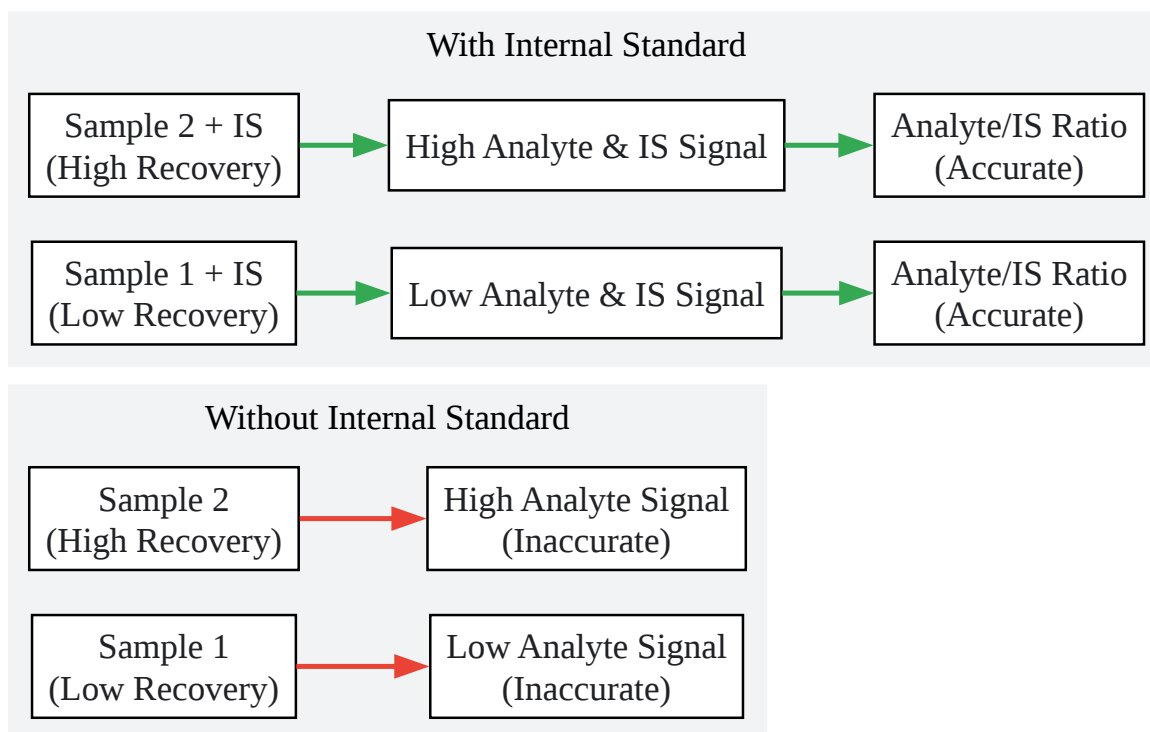 With Internal Standard
Sample 2 + IS
(High Recovery)
High Analyte & IS Signal
Analyte/IS Ratio
(Accurate)
Sample 1 + IS
(Low Recovery)
Low Analyte & IS Signal
Analyte/IS Ratio
(Accurate)
Without Internal Standard
Sample 2
(High Recovery)
High Analyte Signal
(Inaccurate)
Sample 1
(Low Recovery)
Low Analyte Signal
(Inaccurate)